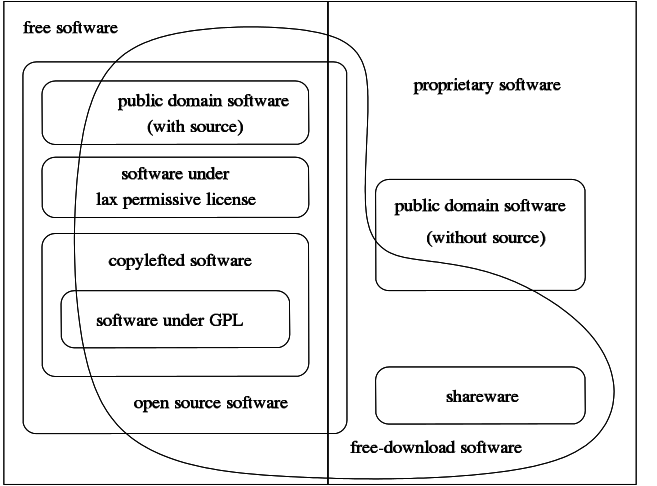 free software
proprietary software
public domain software
(with source)
software under
lax permissive license
public domain software
(without source)
copylefted software
software under GPL
shareware
open source software
free-download software